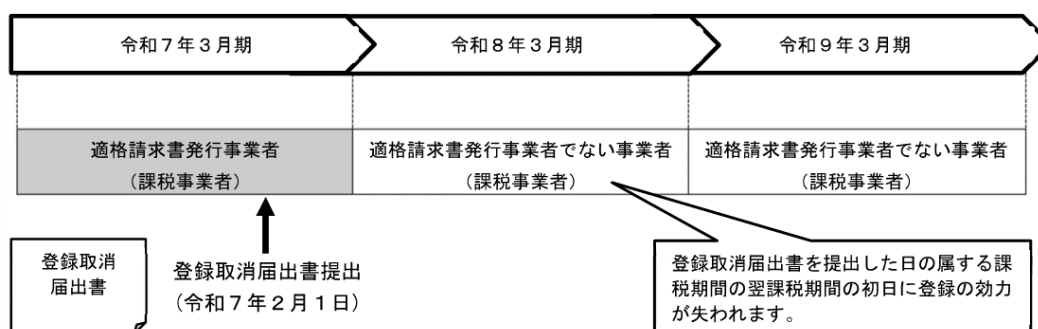 令和７年３月期
令和８年３月期
令和９年３月期
適格請求書発行事業者
（課税事業者）
適格請求書発行事業者でない事業者
（課税事業者）
適格請求書発行事業者でない事業者
（課税事業者）
登録取消
届出書
登録取消届出書提出
（令和７年２月１日）
登録取消届出書を提出した日の属する課
税期間の翌課税期間の初日に登録の効力
が失われます。